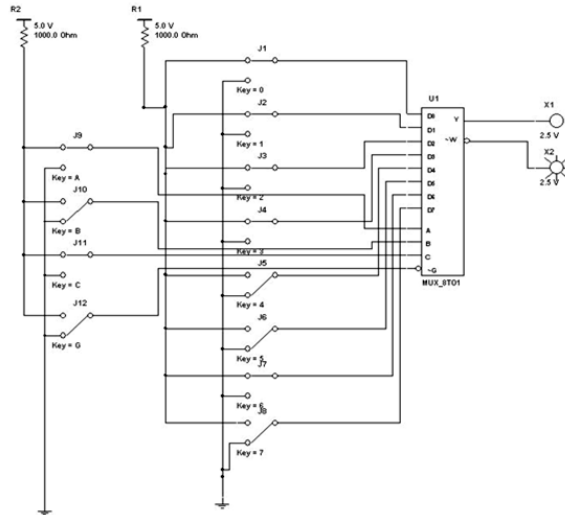 R2
5.0 V
1000.0 Ohm
R1
5.0 V
1000.0 Ohm
J1
Key = 0
J2
Key = 1
J3
Key = 2
J4
Key = 3
J5
Key = 4
J6
Key = 5
J7
Key = 6
J8
Key = 7
J9
Key = A
J10
Key = B
J11
Key = C
J12
Key = G
U1
D0
D1
D2
D3
D4
D5
D6
D7
A
B
C
~G
Y
~W
MUX_8TO1
X1
2.5 V
X2
2.5 V